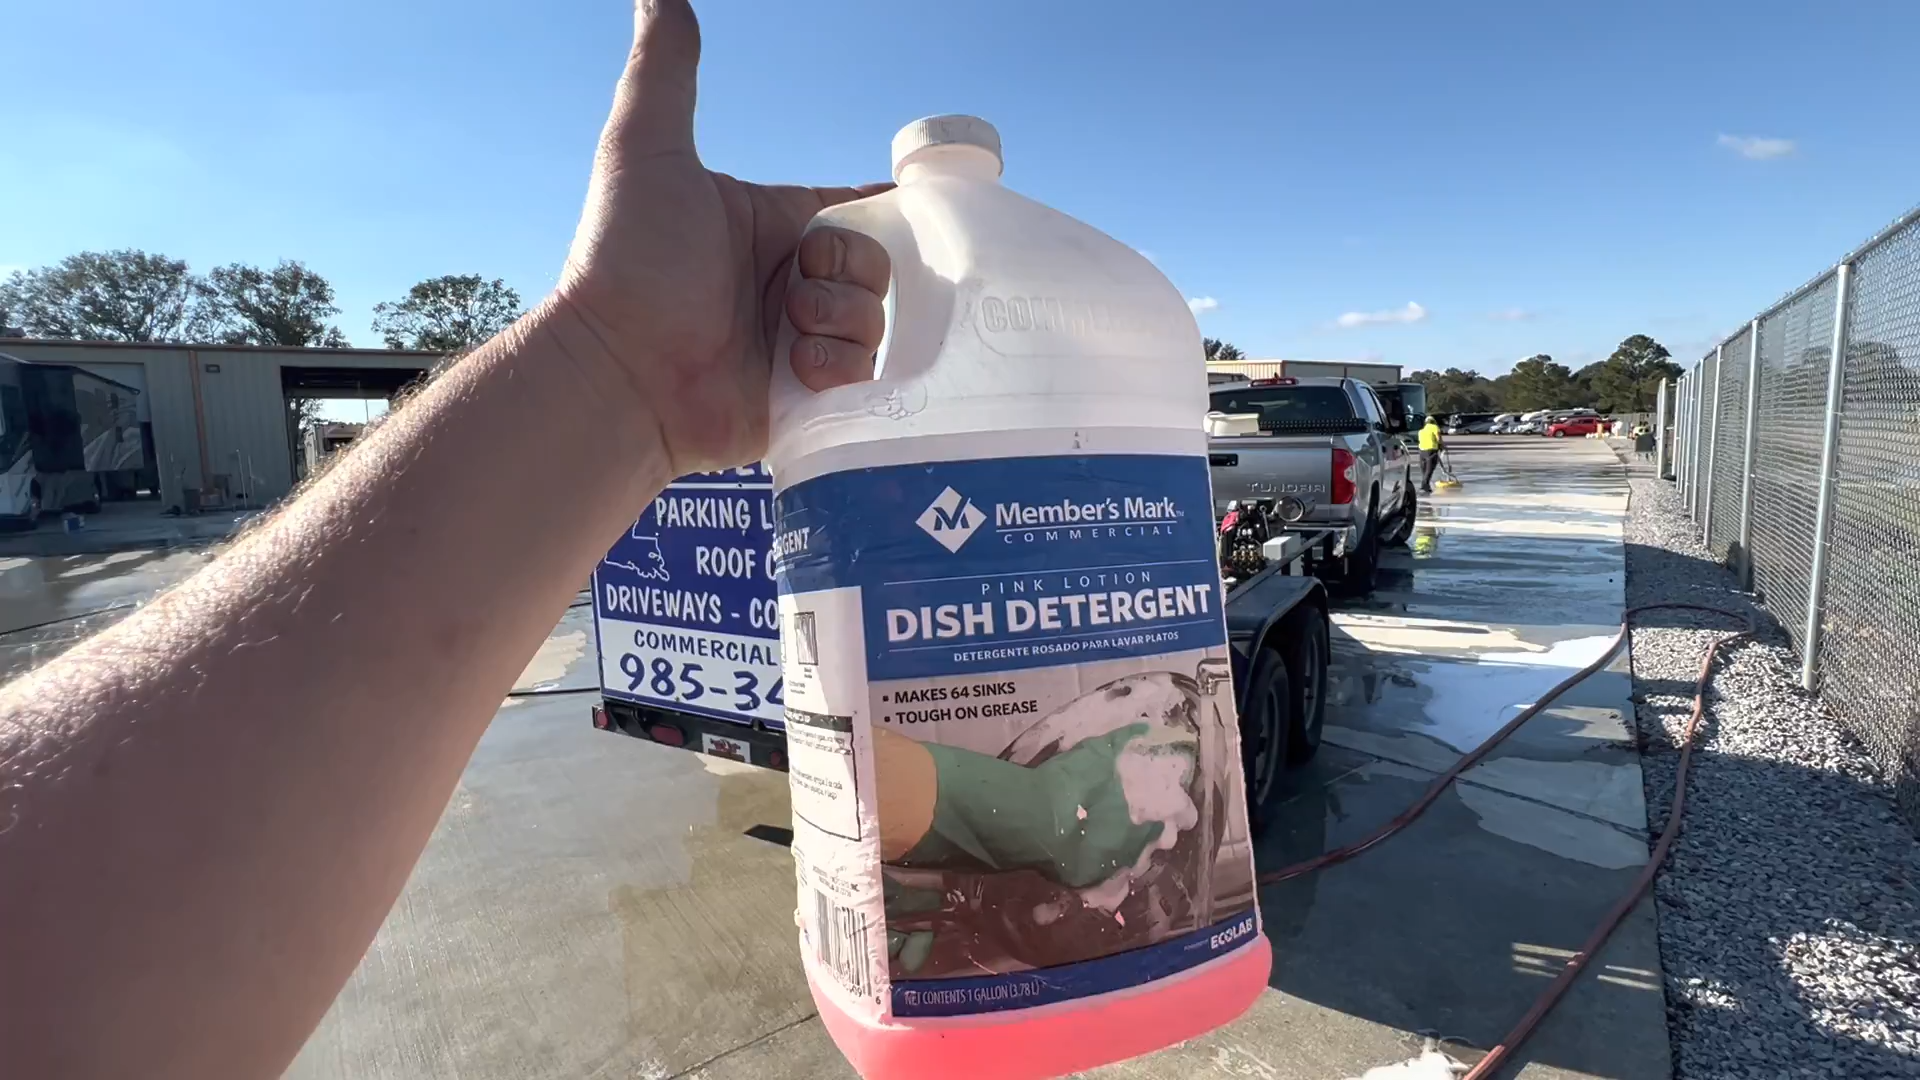 COMM
Member's Mark
COMMERCIAL
PINK LOTION
DISH DETERGENT
DETERGENTE ROSADO PARA LAVAR PLATOS
▪ MAKES 64 SINKS
▪ TOUGH ON GREASE
ECOLAB
NET CONTENTS 1 GALLON (3.78 L)
PARKING L
ROOF C
DRIVEWAYS - CO
COMMERCIAL
985-34
TUNDRA